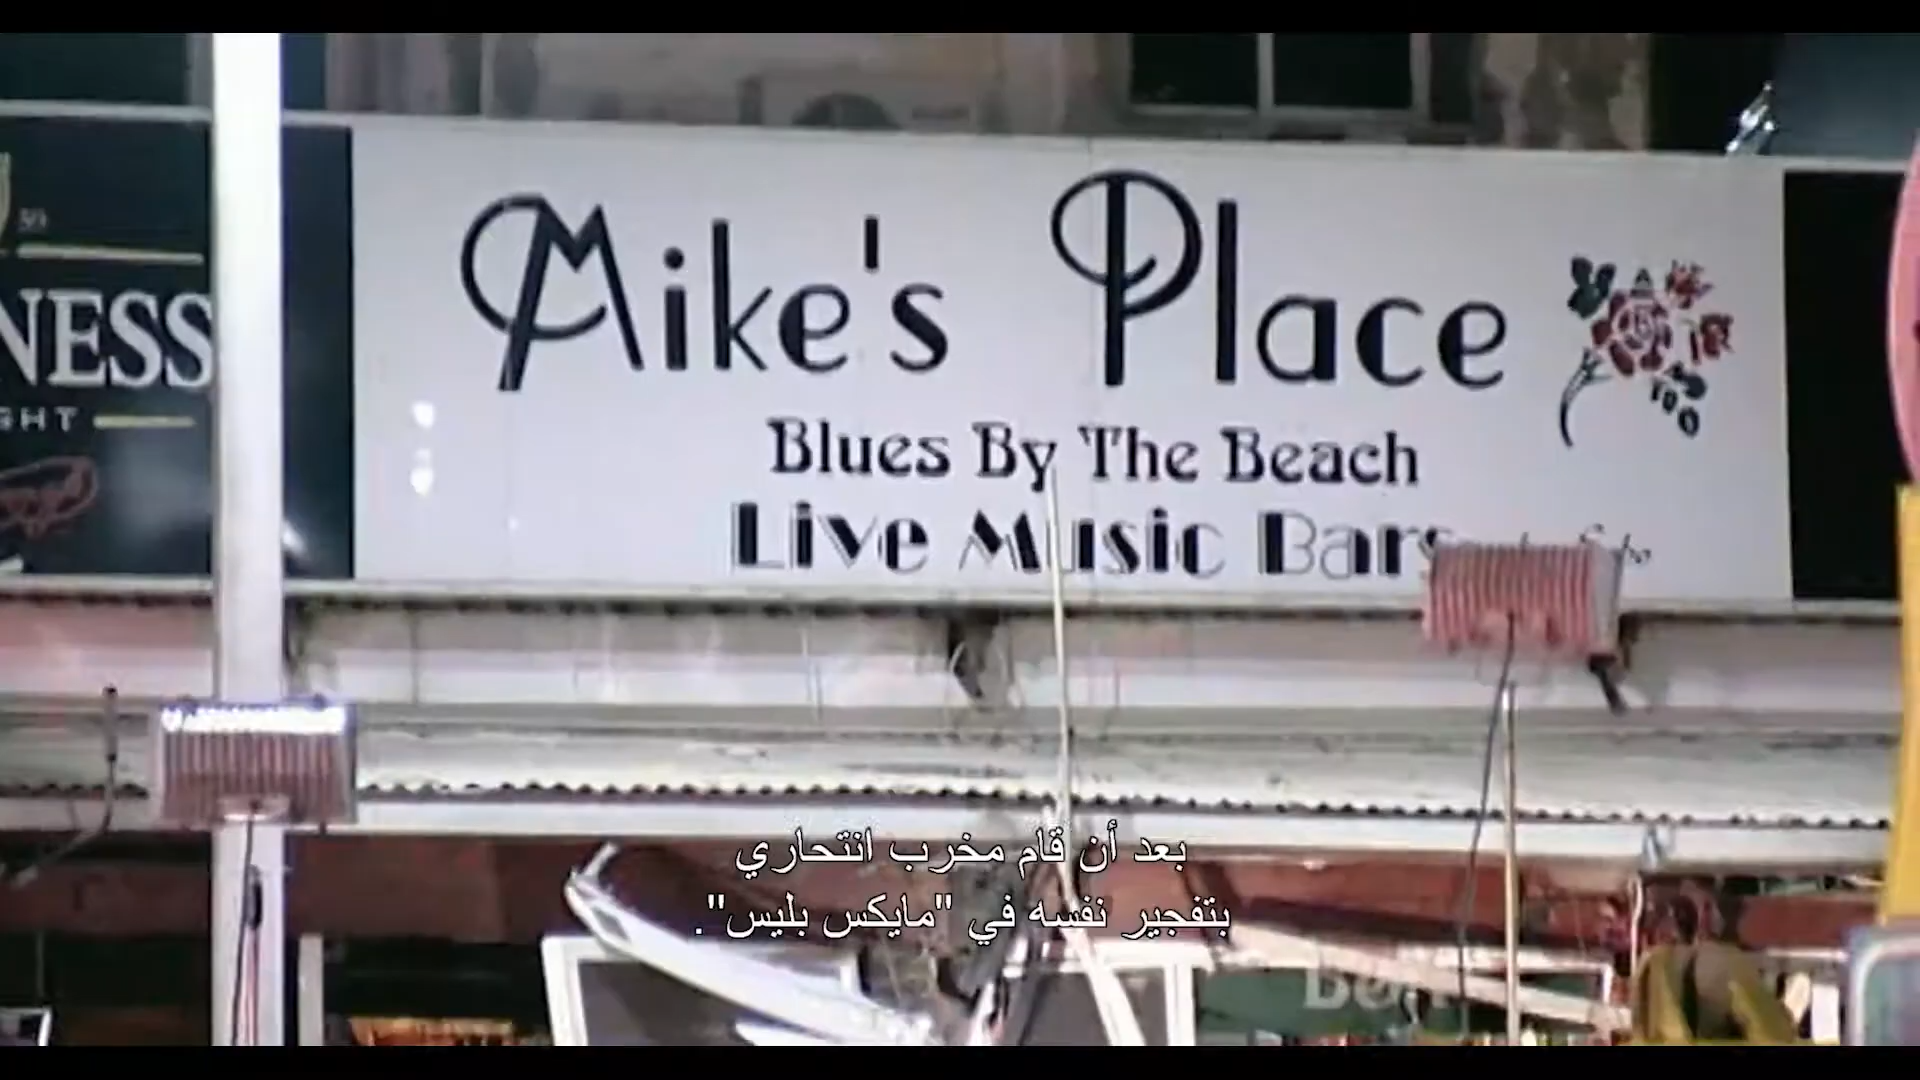 Mike's Place
Blues By The Beach
Live Music Bars
NESS
GHT
بعد أن قام مخرب انتحاري
بتفجير نفسه في "مايكس بليس".